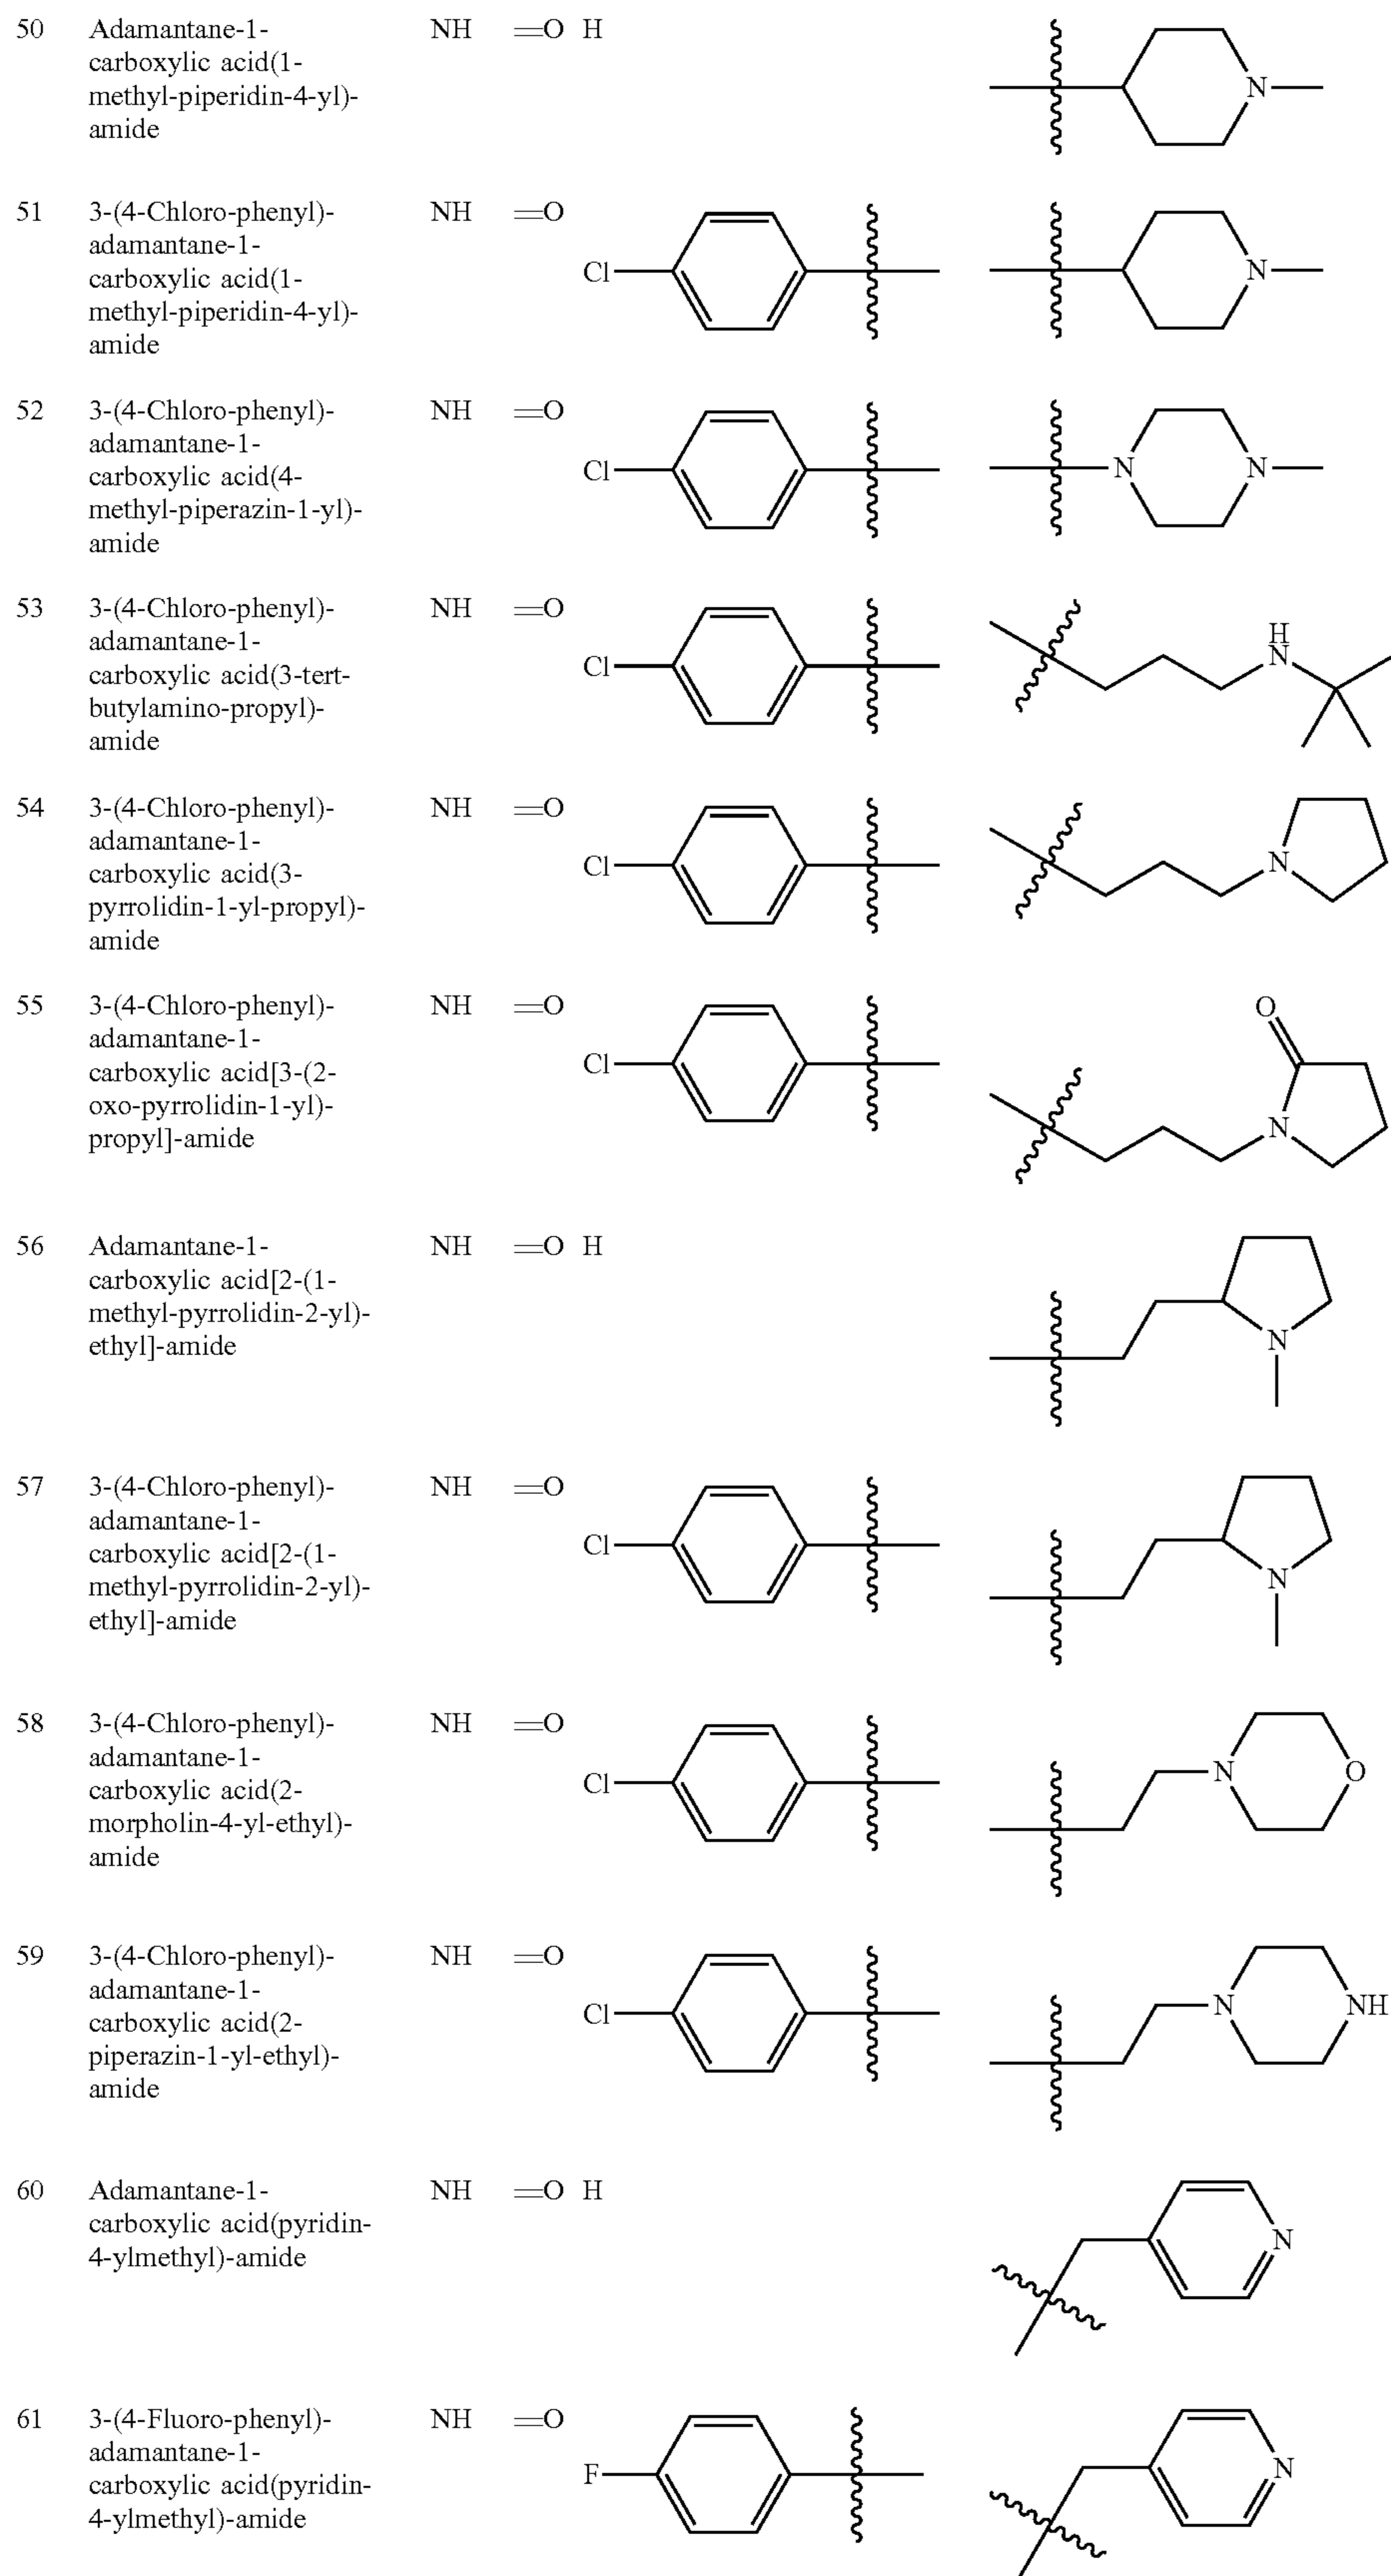 50 Adamantane-1- NH =O H
carboxylic acid(1-
methyl-piperidin-4-yl)- N
amide
51 3-(4-Chloro-phenyl)- NH =O
adamantane-1-
carboxylic acid(1- Cl N
methyl-piperidin-4-yl)-
amide
52 3-(4-Chloro-phenyl)- NH =O
adamantane-1-
carboxylic acid(4- Cl N N
methyl-piperazin-1-yl)-
amide
53 3-(4-Chloro-phenyl)- NH =O
adamantane-1- H
carboxylic acid(3-tert- Cl N
butylamino-propyl)-
amide
54 3-(4-Chloro-phenyl)- NH =O
adamantane-1-
carboxylic acid(3- Cl N
pyrrolidin-1-yl-propyl)-
amide
55 3-(4-Chloro-phenyl)- NH =O O
adamantane-1-
carboxylic acid[3-(2- Cl
oxo-pyrrolidin-1-yl)- N
propyl]-amide
56 Adamantane-1- NH =O H
carboxylic acid[2-(1-
methyl-pyrrolidin-2-yl)- N
ethyl]-amide
57 3-(4-Chloro-phenyl)- NH =O
adamantane-1-
carboxylic acid[2-(1- Cl N
methyl-pyrrolidin-2-yl)-
ethyl]-amide
58 3-(4-Chloro-phenyl)- NH =O
adamantane-1- N O
carboxylic acid(2- Cl
morpholin-4-yl-ethyl)-
amide
59 3-(4-Chloro-phenyl)- NH =O
adamantane-1- N NH
carboxylic acid(2- Cl
piperazin-1-yl-ethyl)-
amide
60 Adamantane-1- NH =O H
carboxylic acid(pyridin- N
4-ylmethyl)-amide
61 3-(4-Fluoro-phenyl)- NH =O
adamantane-1- N
carboxylic acid(pyridin- F
4-ylmethyl)-amide